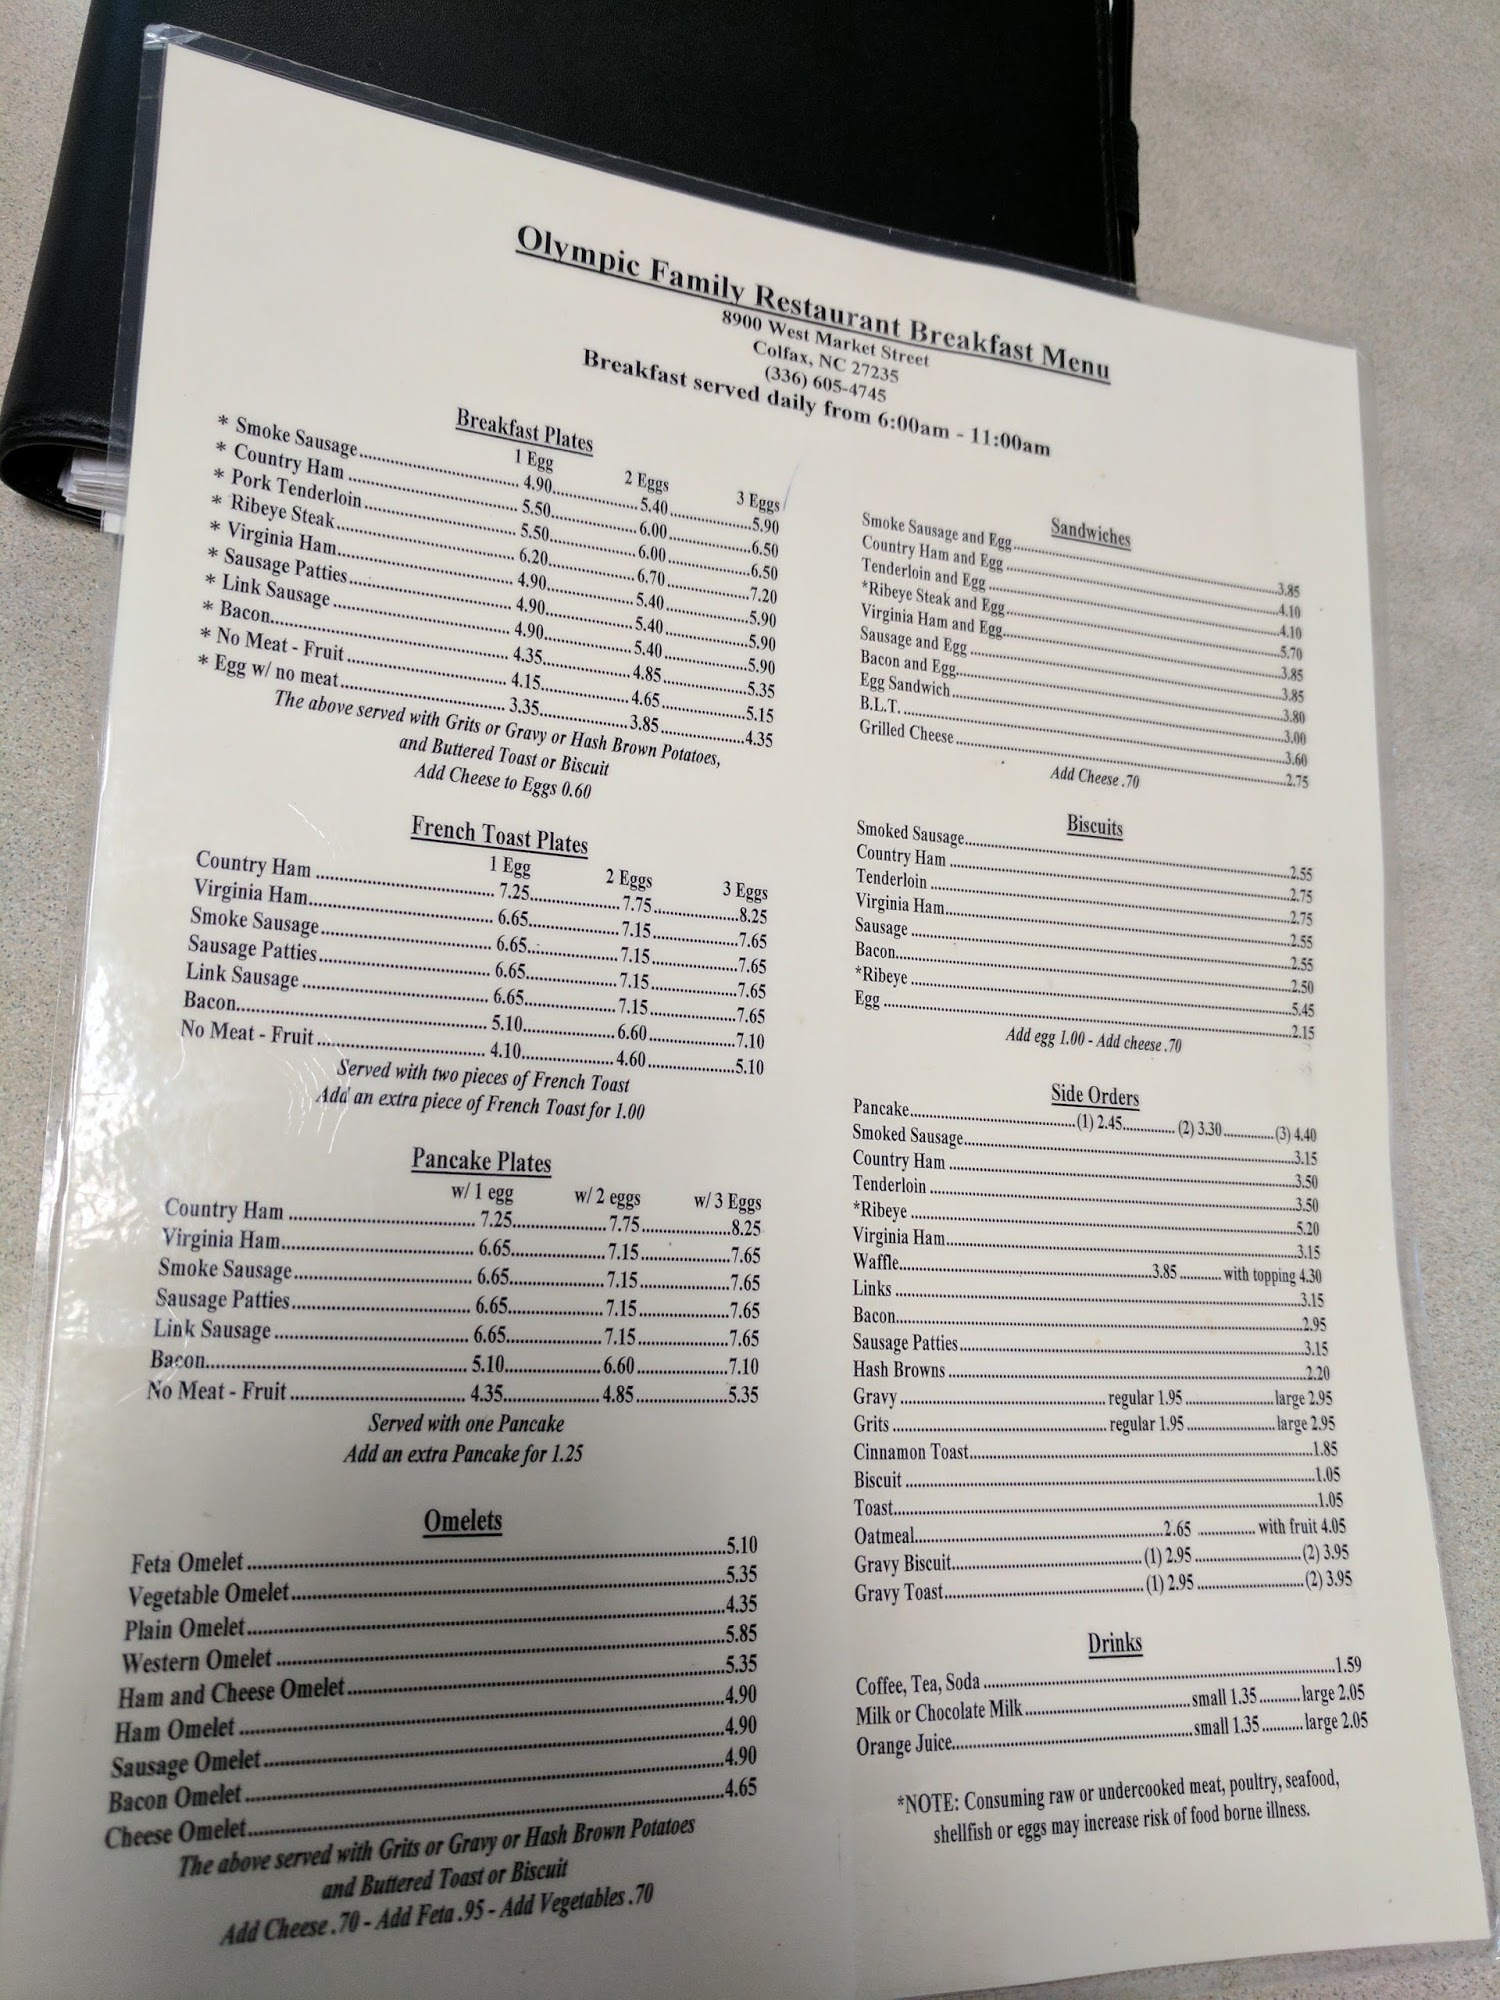 Olympic Family Restaurant Breakfast Menu
8900 West Market Street
Colfax, NC 27235
(336) 605-4745
Breakfast served daily from 6:00am - 11:00am
Breakfast Plates
1 Egg 2 Eggs 3 Eggs
* Smoke Sausage 4.90 5.40 5.90
* Country Ham 5.50 6.00 6.50
* Pork Tenderloin 5.50 6.00 6.50
* Ribeye Steak 6.20 6.70 7.20
* Virginia Ham 4.90 5.40 5.90
* Sausage Patties 4.90 5.40 5.90
* Link Sausage 4.90 5.40 5.90
* Bacon 4.35 4.85 5.35
* No Meat - Fruit 4.15 4.65 5.15
* Egg w/ no meat 3.35 3.85 4.35
The above served with Grits or Gravy or Hash Brown Potatoes,
and Buttered Toast or Biscuit
Add Cheese to Eggs 0.60
French Toast Plates
1 Egg 2 Eggs 3 Eggs
Country Ham 7.25 7.75 8.25
Virginia Ham 6.65 7.15 7.65
Smoke Sausage 6.65 7.15 7.65
Sausage Patties 6.65 7.15 7.65
Link Sausage 6.65 7.15 7.65
Bacon 5.10 6.60 7.10
No Meat - Fruit 4.10 4.60 5.10
Served with two pieces of French Toast
Add an extra piece of French Toast for 1.00
Pancake Plates
w/ 1 egg w/ 2 eggs w/ 3 Eggs
Country Ham 7.25 7.75 8.25
Virginia Ham 6.65 7.15 7.65
Smoke Sausage 6.65 7.15 7.65
Sausage Patties 6.65 7.15 7.65
Link Sausage 6.65 7.15 7.65
Bacon 5.10 6.60 7.10
No Meat - Fruit 4.35 4.85 5.35
Served with one Pancake
Add an extra Pancake for 1.25
Omelets
Feta Omelet 5.10
Vegetable Omelet 5.35
Plain Omelet 4.35
Western Omelet 5.85
Ham and Cheese Omelet 5.35
Ham Omelet 4.90
Sausage Omelet 4.90
Bacon Omelet 4.90
Cheese Omelet 4.65
The above served with Grits or Gravy or Hash Brown Potatoes
and Buttered Toast or Biscuit
Add Cheese .70 - Add Feta .95 - Add Vegetables .70
Sandwiches
Smoke Sausage and Egg 3.85
Country Ham and Egg 4.10
Tenderloin and Egg 4.10
*Ribeye Steak and Egg 5.70
Virginia Ham and Egg 3.85
Sausage and Egg 3.85
Bacon and Egg 3.80
Egg Sandwich 3.00
B.L.T. 3.60
Grilled Cheese 2.75
Add Cheese .70
Biscuits
Smoked Sausage 2.55
Country Ham 2.75
Tenderloin 2.75
Virginia Ham 2.55
Sausage 2.55
Bacon 2.50
*Ribeye 5.45
Egg 2.15
Add egg 1.00 - Add cheese .70
Side Orders
Pancake (1) 2.45 (2) 3.30 (3) 4.40
Smoked Sausage 3.15
Country Ham 3.50
Tenderloin 3.50
*Ribeye 5.20
Virginia Ham 3.15
Waffle 3.85 with topping 4.30
Links 3.15
Bacon 2.95
Sausage Patties 3.15
Hash Browns 2.20
Gravy regular 1.95 large 2.95
Grits regular 1.95 large 2.95
Cinnamon Toast 1.85
Biscuit 1.05
Toast 1.05
Oatmeal 2.65 with fruit 4.05
Gravy Biscuit (1) 2.95 (2) 3.95
Gravy Toast (1) 2.95 (2) 3.95
Drinks
Coffee, Tea, Soda 1.59
Milk or Chocolate Milk small 1.35 large 2.05
Orange Juice small 1.35 large 2.05
*NOTE: Consuming raw or undercooked meat, poultry, seafood,
shellfish or eggs may increase risk of food borne illness.